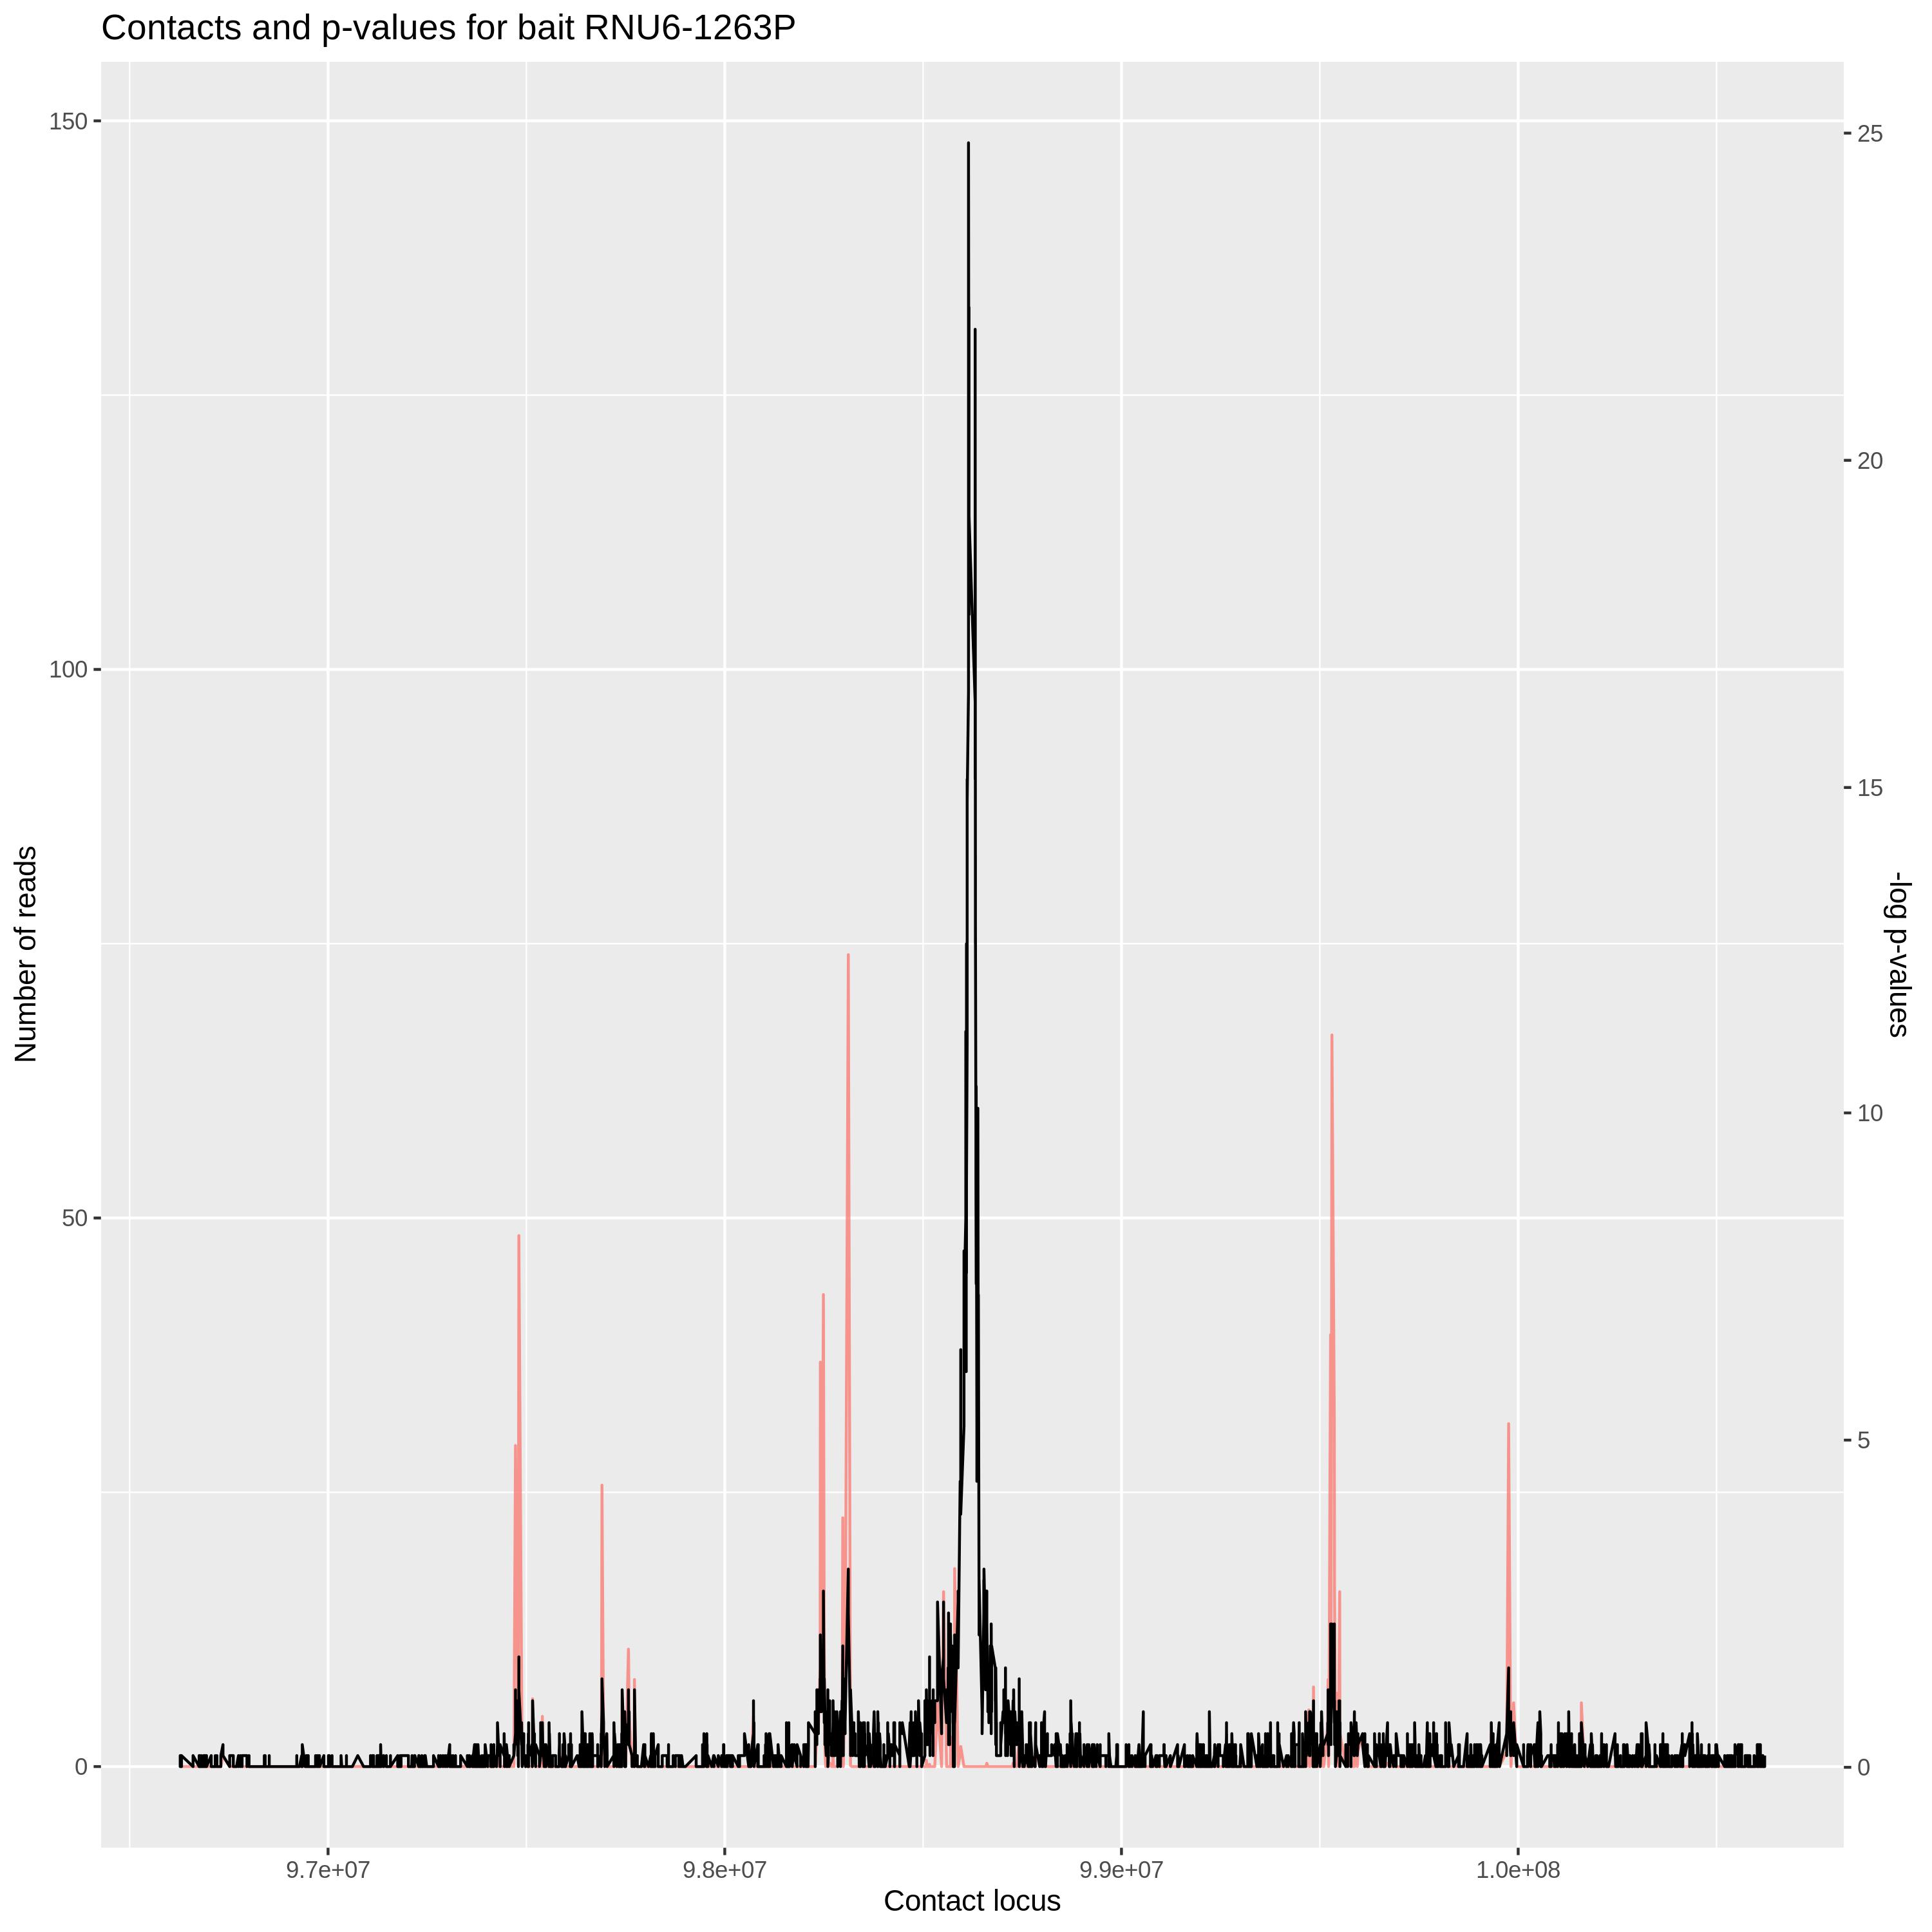 Contacts and p-values for bait RNU6-1263P
150
100
50
0
Number of reads
25
20
15
10
5
0
-log p-values
9.7e+07
9.8e+07
9.9e+07
1.0e+08
Contact locus